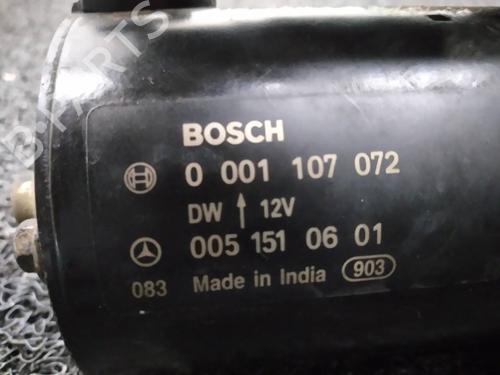 BOSCH
0 001 107 072
DW ↑ 12V
005 151 06 01
083 Made in India 903
B-PARTS